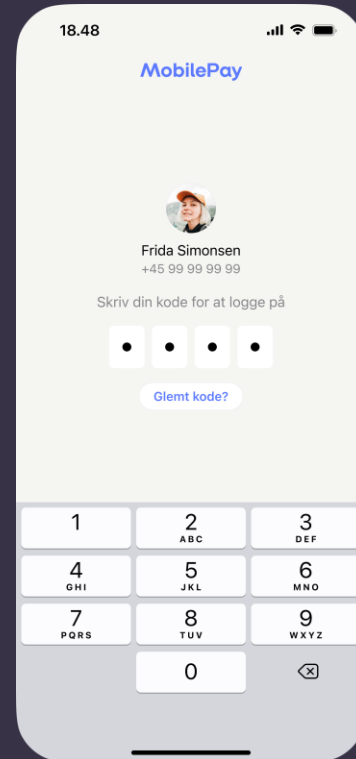 18.48
MobilePay
Frida Simonsen
+45 99 99 99 99
Skriv din kode for at logge på
Glemt kode?
1
2
ABC
3
DEF
4
GHI
5
JKL
6
MNO
7
PQRS
8
TUV
9
WXYZ
0